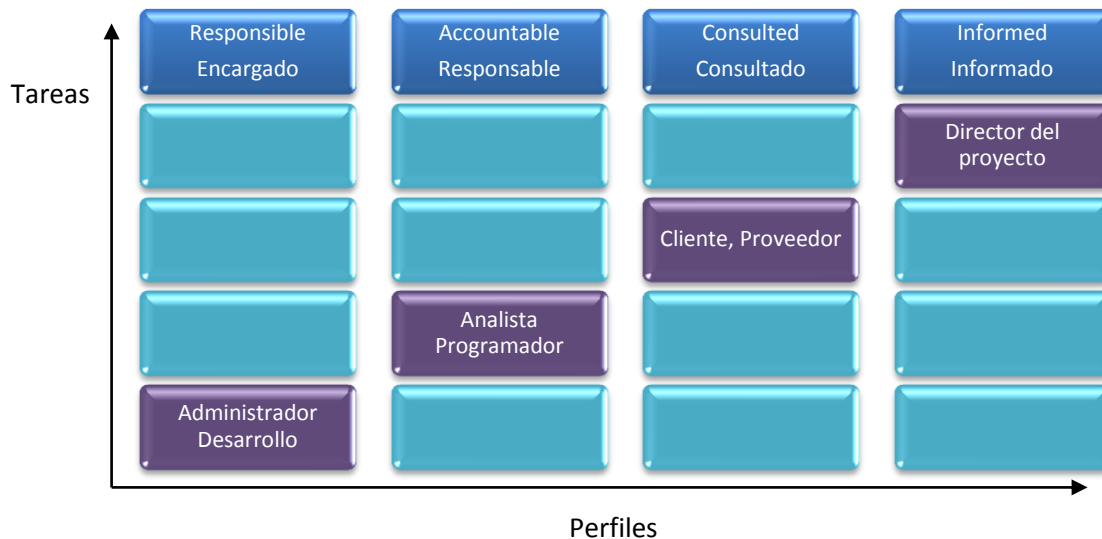 Responsible
Encargado
Accountable
Responsable
Consulted
Consultado
Informed
Informado
Tareas
Director del
proyecto
Cliente, Proveedor
Analista
Programador
Administrador
Desarrollo
Perfiles